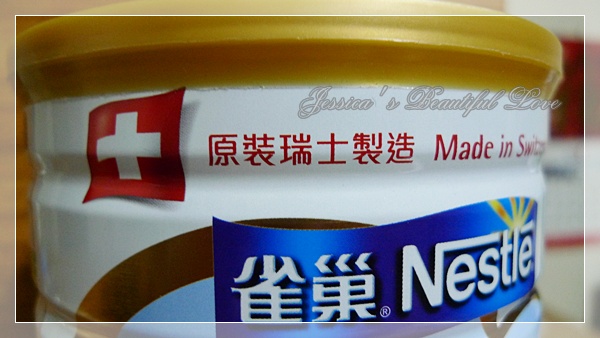 Jessica's Beautiful Love
原裝瑞士製造 Made in Switz
雀巢® Nestlé